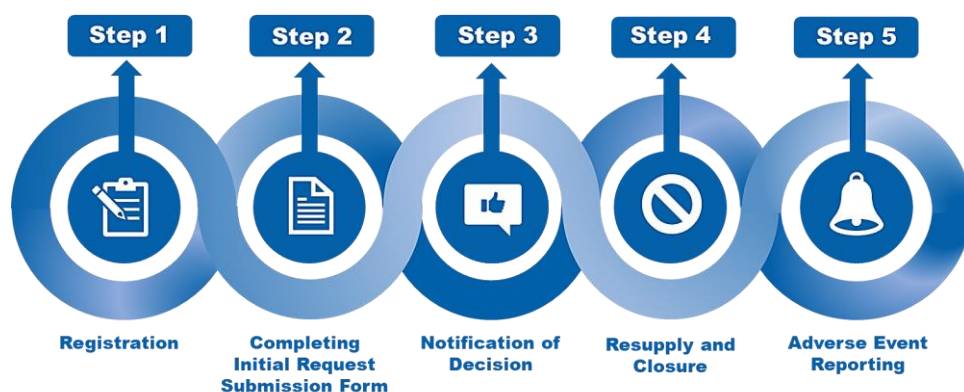 Step 1
Step 2
Step 3
Step 4
Step 5
Registration
Completing
Initial Request
Submission Form
Notification of
Decision
Resupply and
Closure
Adverse Event
Reporting